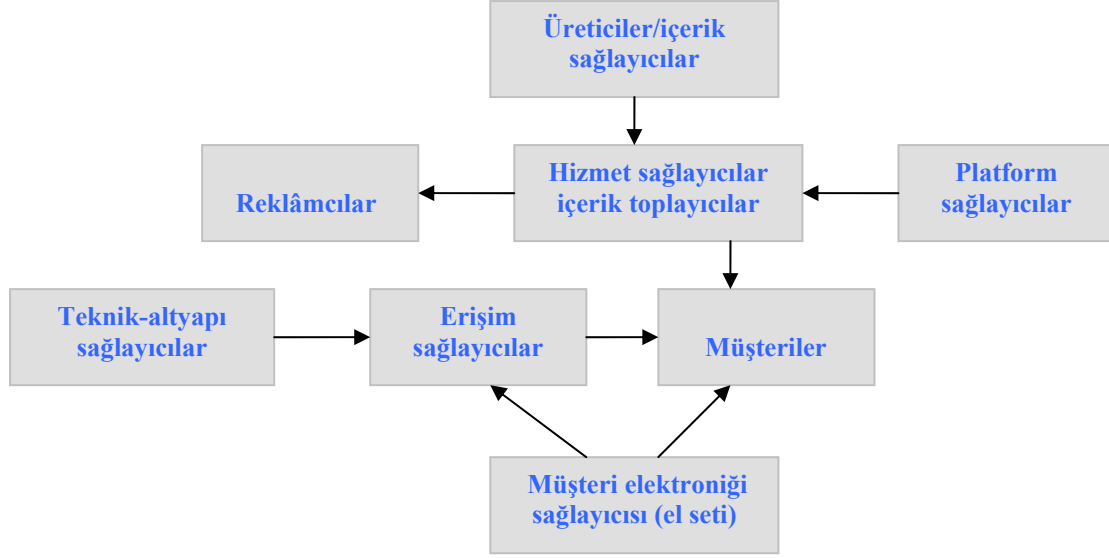 Üreticiler/içerik
sağlayıcılar
Reklâmcılar
Hizmet sağlayıcılar
içerik toplayıcılar
Platform
sağlayıcılar
Teknik-altyapı
sağlayıcılar
Erişim
sağlayıcılar
Müşteriler
Müşteri elektroniği
sağlayıcısı (el seti)